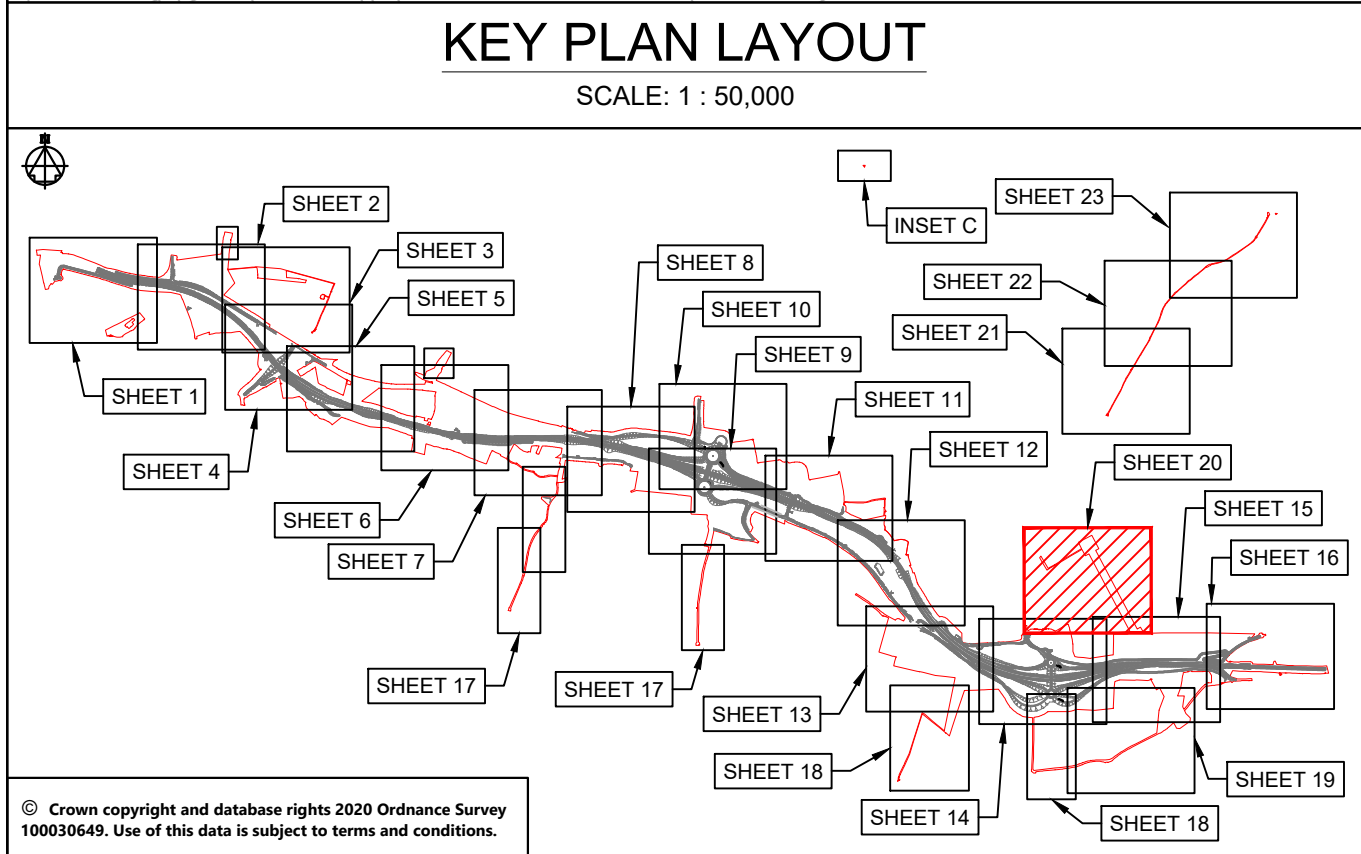 KEY PLAN LAYOUT
SCALE: 1 : 50,000
SHEET 2
SHEET 3
SHEET 5
SHEET 1
SHEET 4
SHEET 6
SHEET 7
SHEET 17
SHEET 8
SHEET 10
SHEET 9
SHEET 11
SHEET 12
SHEET 17
INSET C
SHEET 23
SHEET 22
SHEET 21
SHEET 20
SHEET 15
SHEET 16
SHEET 13
SHEET 18
SHEET 14
SHEET 18
SHEET 19
© Crown copyright and database rights 2020 Ordnance Survey
100030649. Use of this data is subject to terms and conditions.